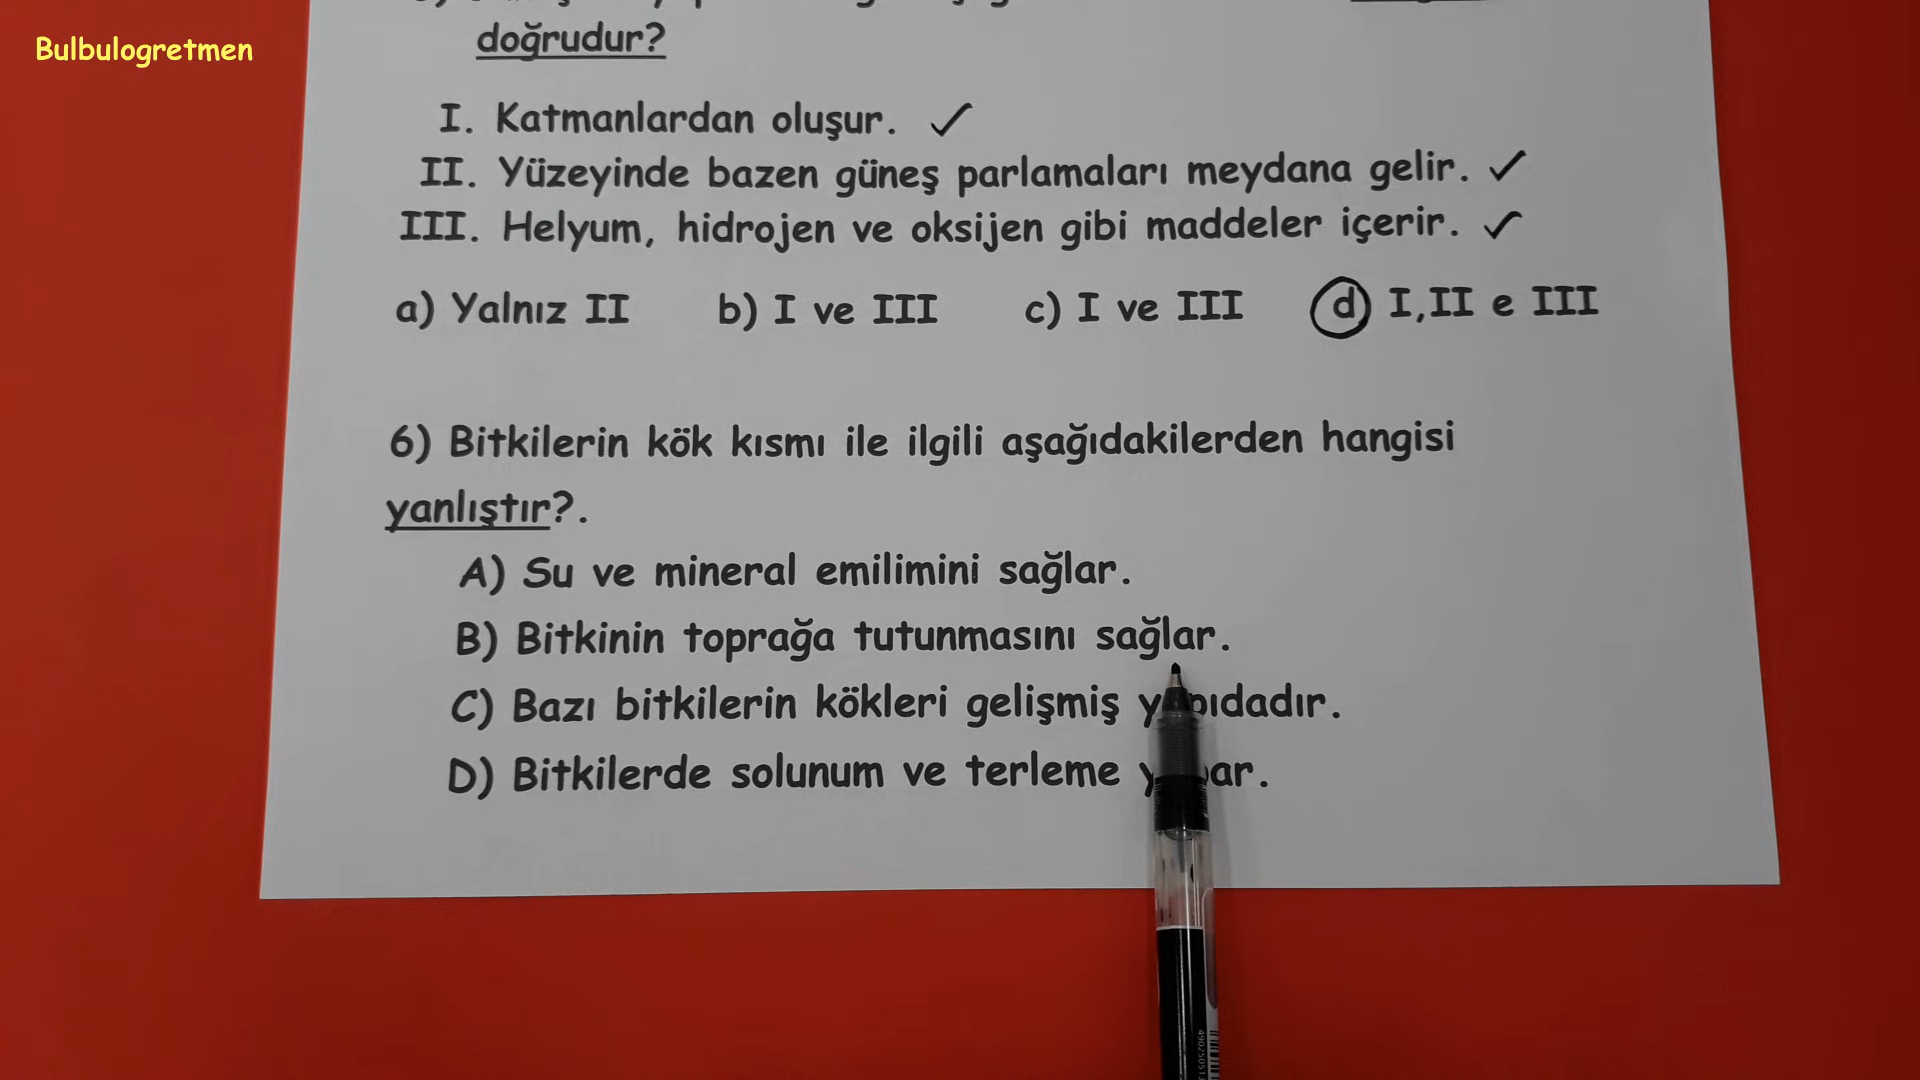 Bulbulogretmen
doğrudur?
I. Katmanlardan oluşur. ✓
II. Yüzeyinde bazen güneş parlamaları meydana gelir. ✓
III. Helyum, hidrojen ve oksijen gibi maddeler içerir. ✓
a) Yalnız II b) I ve III c) I ve III d) I,II e III
6) Bitkilerin kök kısmı ile ilgili aşağıdakilerden hangisi
yanlıştır?.
A) Su ve mineral emilimini sağlar.
B) Bitkinin toprağa tutunmasını sağlar.
C) Bazı bitkilerin kökleri gelişmiş yapıdadır.
D) Bitkilerde solunum ve terleme